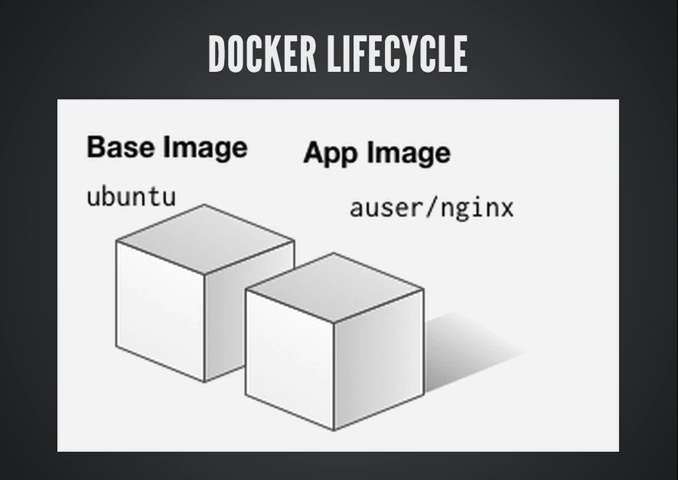 DOCKER LIFECYCLE
Base Image
ubuntu
App Image
auser/nginx